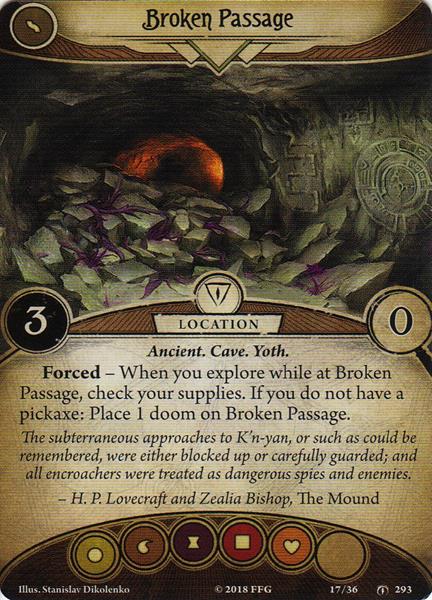 Broken Passage
3
LOCATION
0
Ancient. Cave. Yoth.
Forced – When you explore while at Broken
Passage, check your supplies. If you do not have a
pickaxe: Place 1 doom on Broken Passage.
The subterraneous approaches to K'n-yan, or such as could be
remembered, were either blocked up or carefully guarded; and
all encroachers were treated as dangerous spies and enemies.
– H. P. Lovecraft and Zealia Bishop, The Mound
Illus. Stanislav Dikolenko © 2018 FFG 17/36 293